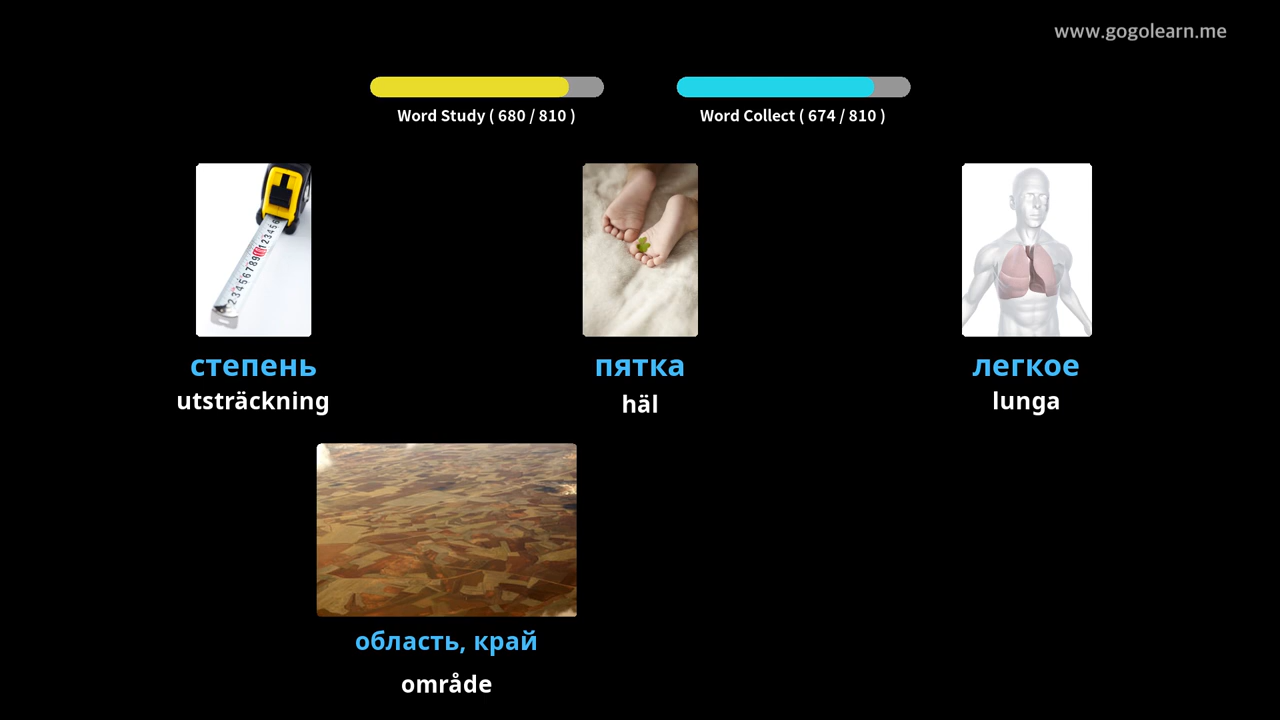 www.gogolearn.me
Word Study ( 680 / 810 )
Word Collect ( 674 / 810 )
степень
utsträckning
пятка
häl
легкое
lunga
область, край
område